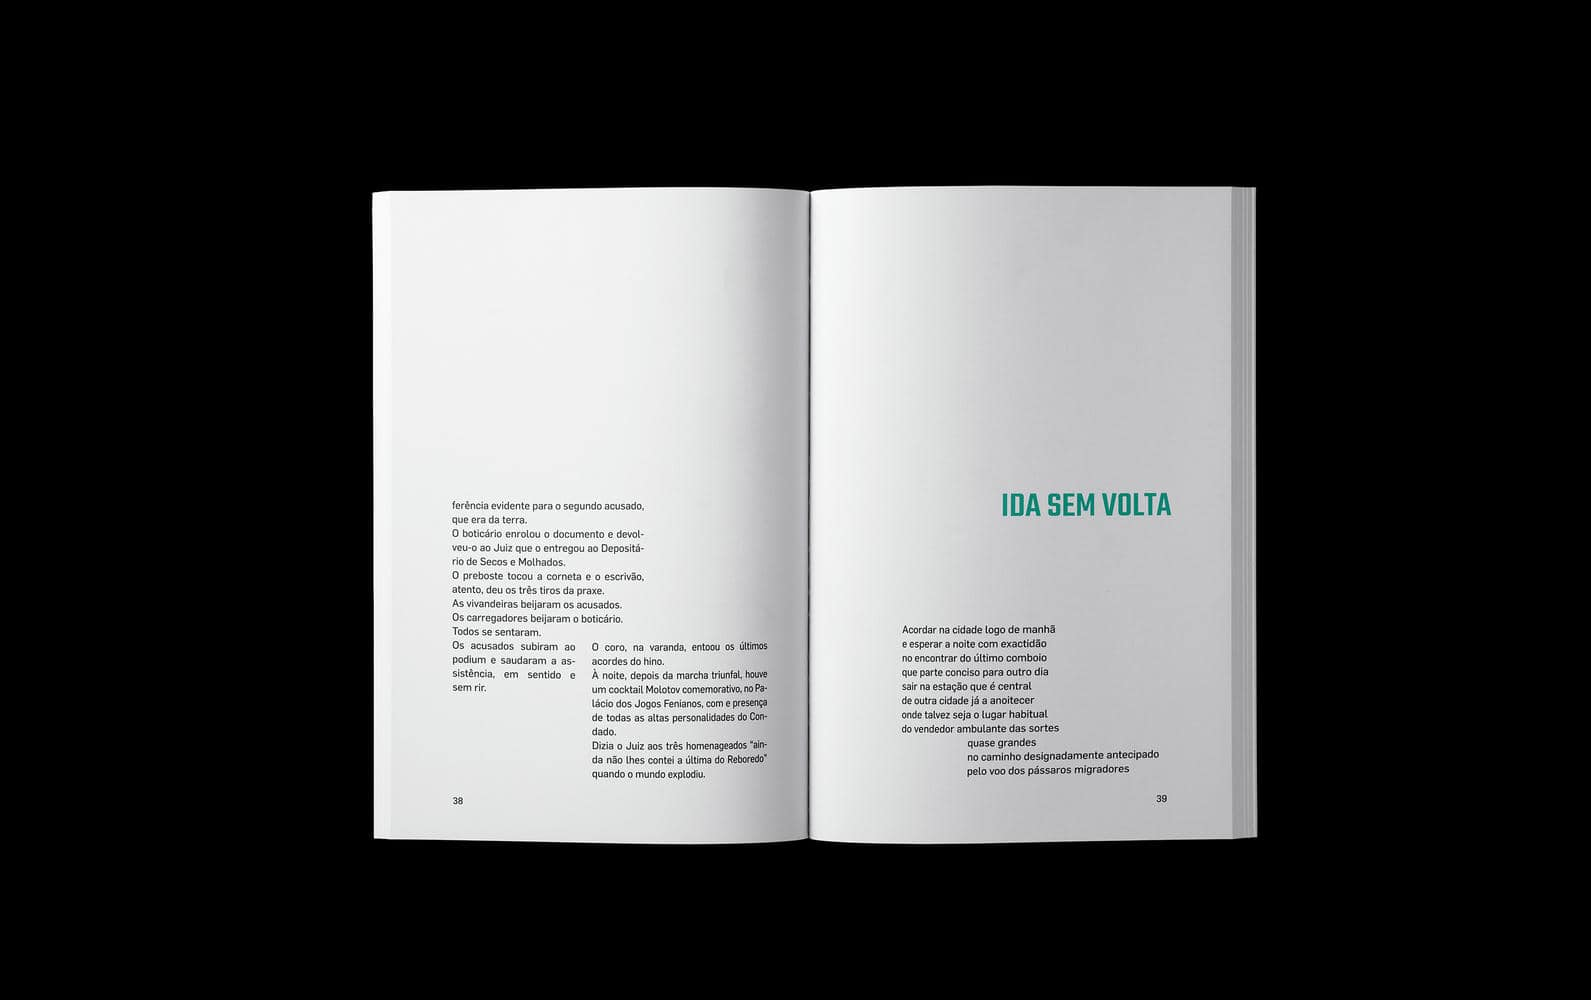 ferência evidente para o segundo acusado,
que era da terra.
O boticário enrolou o documento e devol-
veu-o ao Juiz que o entregou ao Depositá-
rio de Secos e Molhados.
O preboste tocou a corneta e o escrivão,
atento, deu os três tiros da praxe.
As vivandeiras beijaram os acusados.
Os carregadores beijaram o boticário.
Todos se sentaram.
Os acusados subiram ao
podium e saudaram a as-
sistência, em sentido e
sem rir.
O coro, na varanda, entoou os últimos
acordes do hino.
À noite, depois da marcha triunfal, houve
um cocktail Molotov comemorativo, no Pa-
lácio dos Jogos Fenianos, com e presença
de todas as altas personalidades do Con-
dado.
Dizia o Juiz aos três homenageados "ain-
da não lhes contei a última do Reboredo"
quando o mundo explodiu.
38
IDA SEM VOLTA
Acordar na cidade logo de manhã
e esperar a noite com exactidão
no encontrar do último comboio
que parte conciso para outro dia
sair na estação que é central
de outra cidade já a anoitecer
onde talvez seja o lugar habitual
do vendedor ambulante das sortes
quase grandes
no caminho designadamente antecipado
pelo voo dos pássaros migradores
39